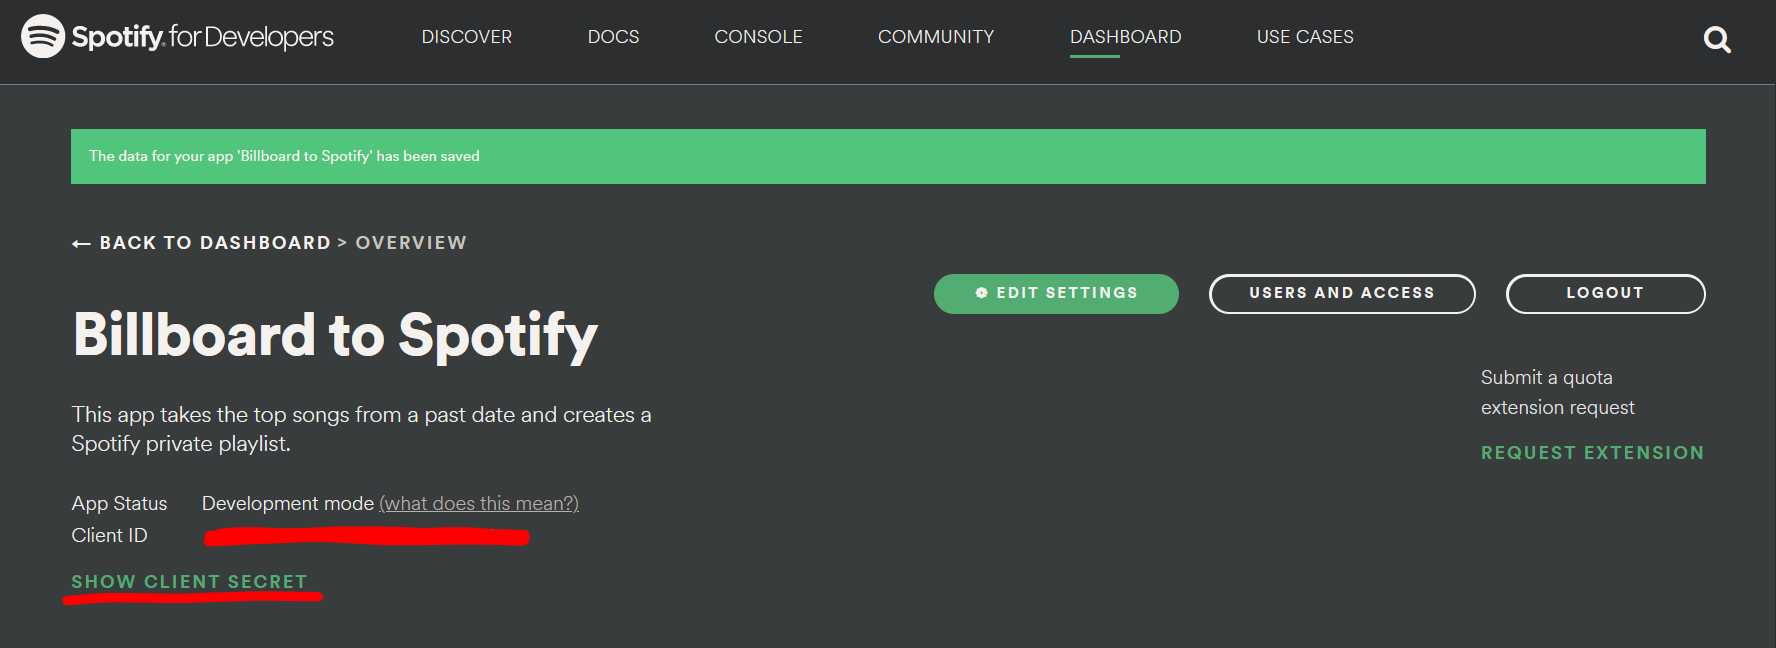 Spotify for Developers
DISCOVER
DOCS
CONSOLE
COMMUNITY
DASHBOARD
USE CASES
The data for your app 'Billboard to Spotify' has been saved
← BACK TO DASHBOARD > OVERVIEW
EDIT SETTINGS
USERS AND ACCESS
LOGOUT
Billboard to Spotify
Submit a quota
extension request
REQUEST EXTENSION
This app takes the top songs from a past date and creates a
Spotify private playlist.
App Status Development mode (what does this mean?)
Client ID
SHOW CLIENT SECRET